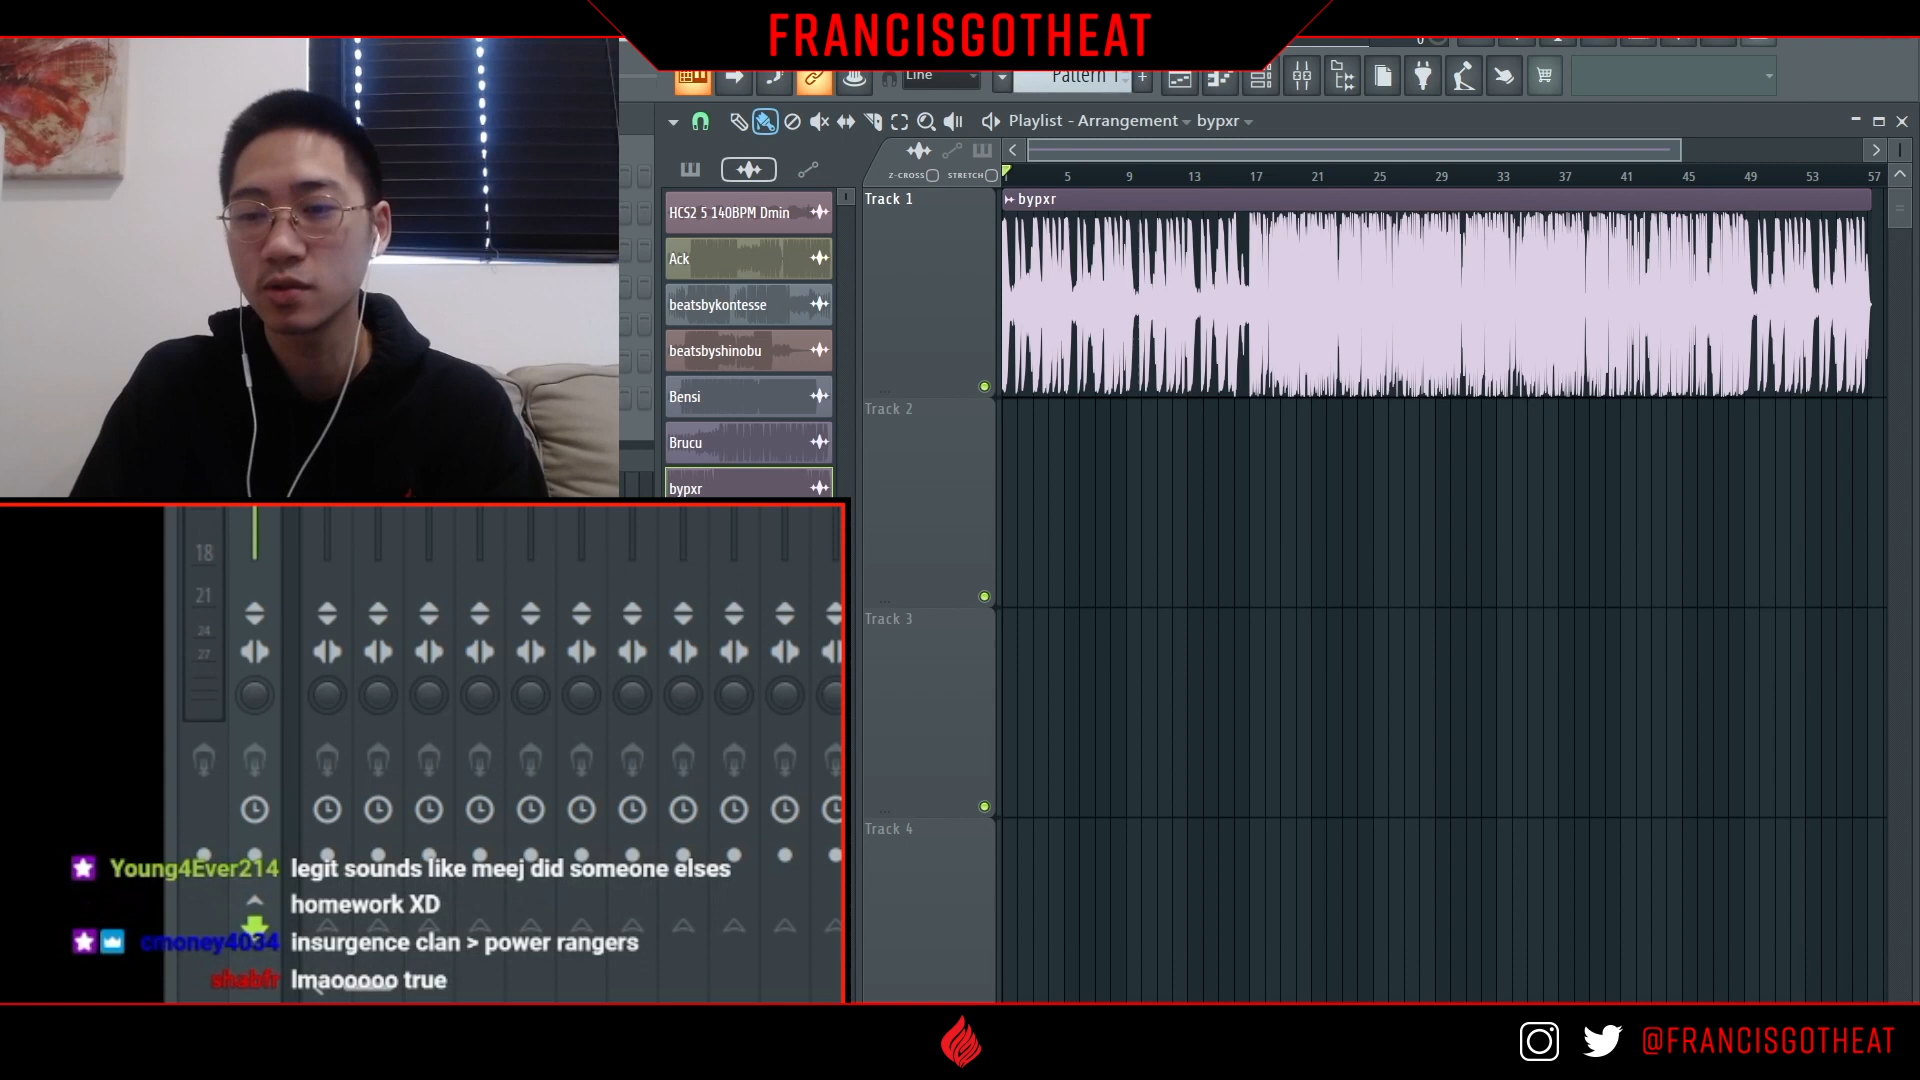 FRANCISGOTHEAT
Line
Pattern 1
Playlist - Arrangement
bypxr
Z-CROSS
STRETCH
5 9 13 17 21 25 29 33 37 41 45 49 53 57
HCS2 5 140BPM Dmin
Ack
beatsbykontesse
beatsbyshinobu
Bensi
Brucu
bypxr
Track 1
bypxr
Track 2
Track 3
Track 4
18
21
24
27
Young4Ever214 legit sounds like meej did someone elses
homework XD
cmoney4034 insurgence clan > power rangers
shabfr lmaooooo true
@FRANCISGOTHEAT